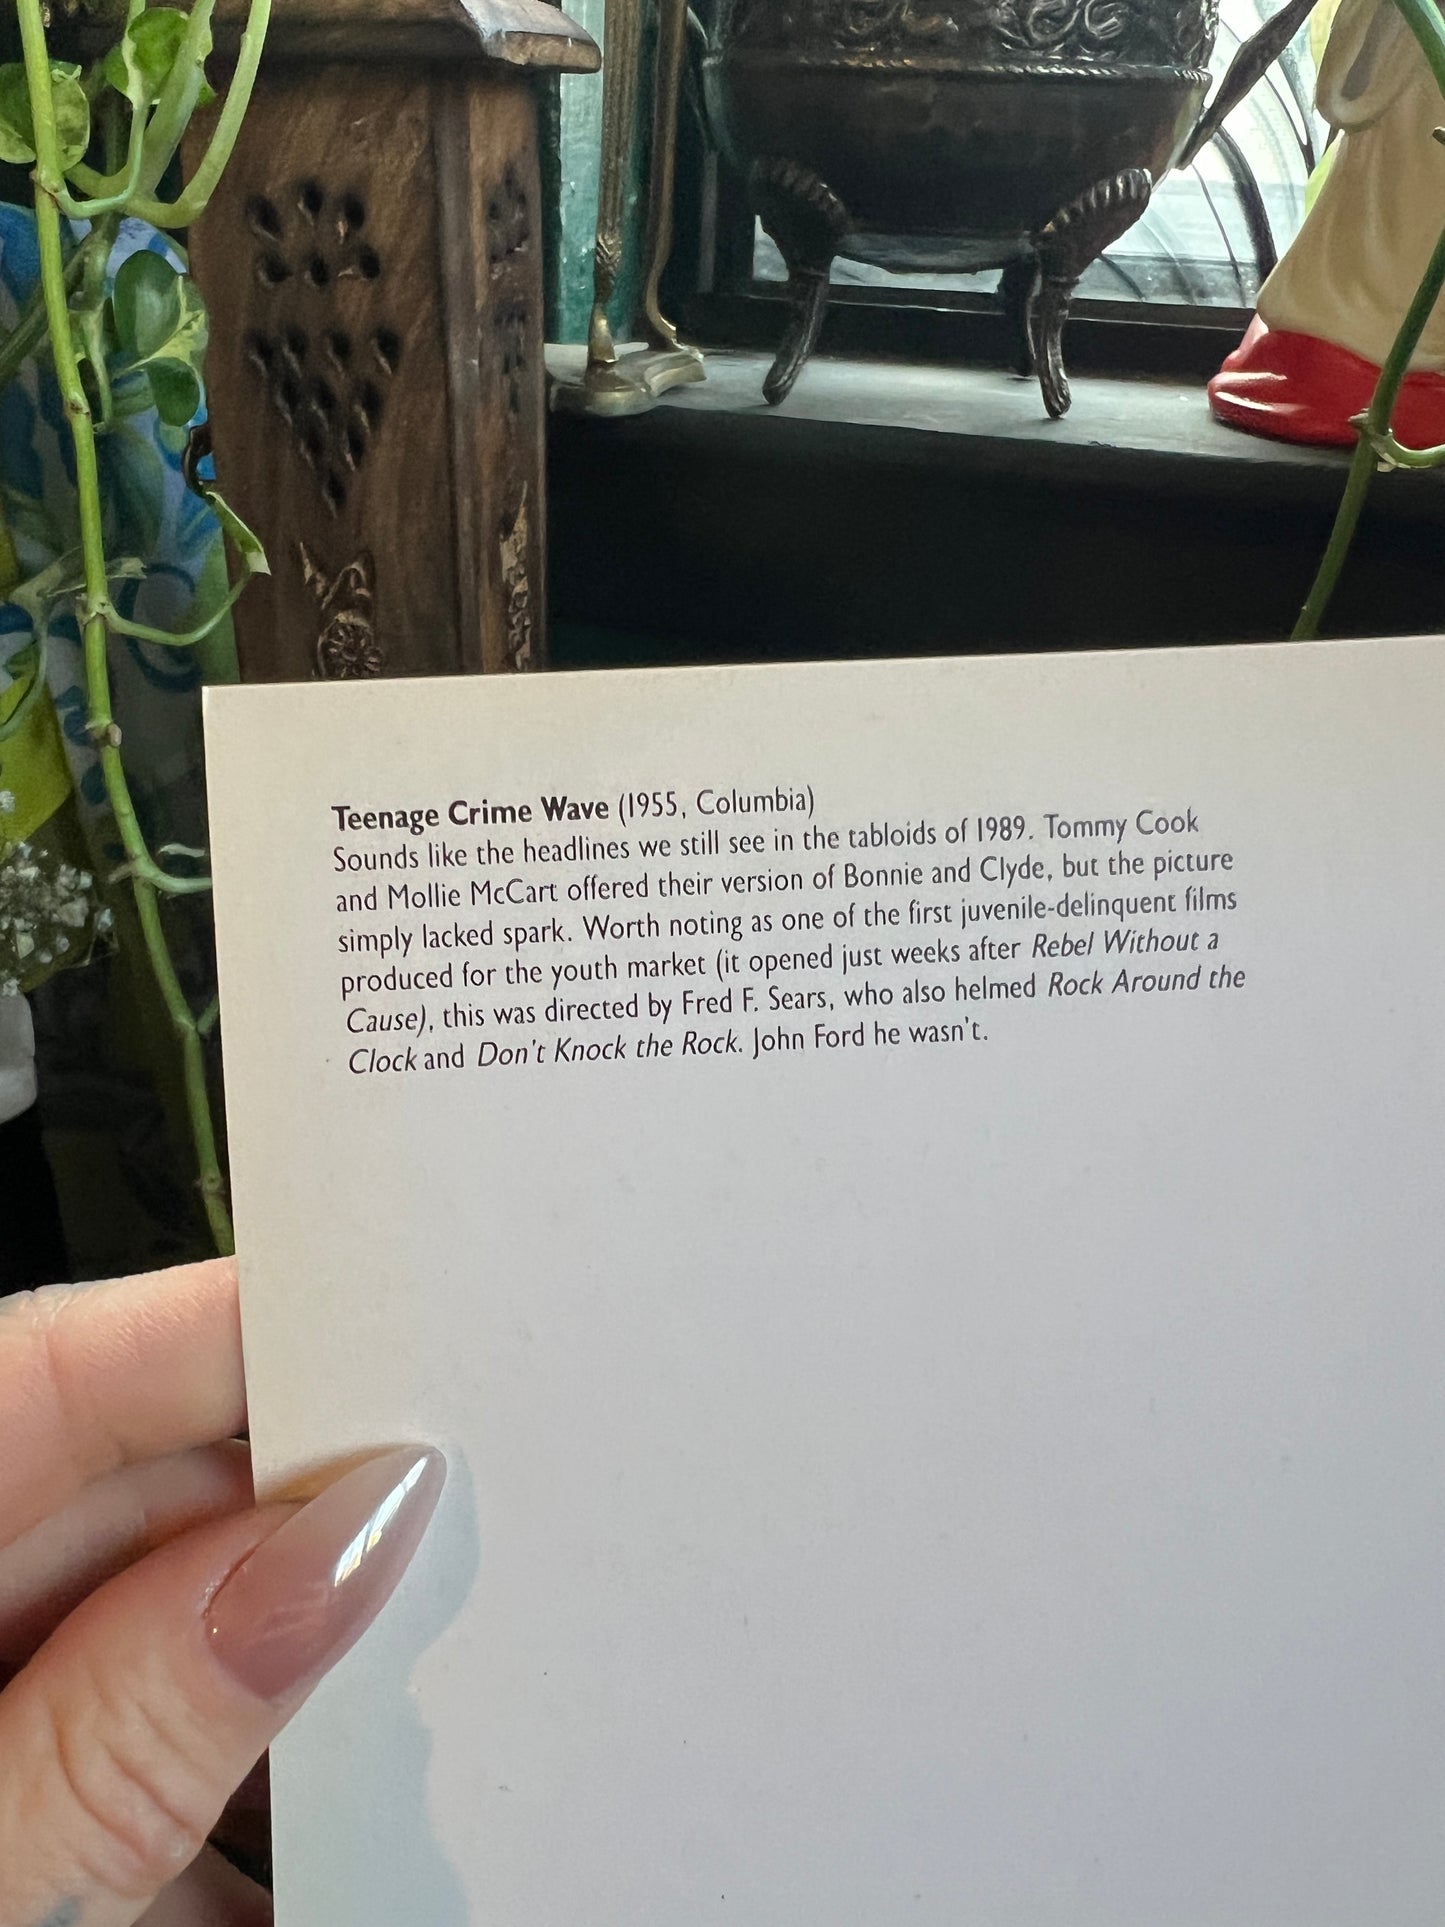 Teenage Crime Wave (1955, Columbia)
Sounds like the headlines we still see in the tabloids of 1989. Tommy Cook
and Mollie McCart offered their version of Bonnie and Clyde, but the picture
simply lacked spark. Worth noting as one of the first juvenile-delinquent films
produced for the youth market (it opened just weeks after Rebel Without a
Cause), this was directed by Fred F. Sears, who also helmed Rock Around the
Clock and Don't Knock the Rock. John Ford he wasn't.